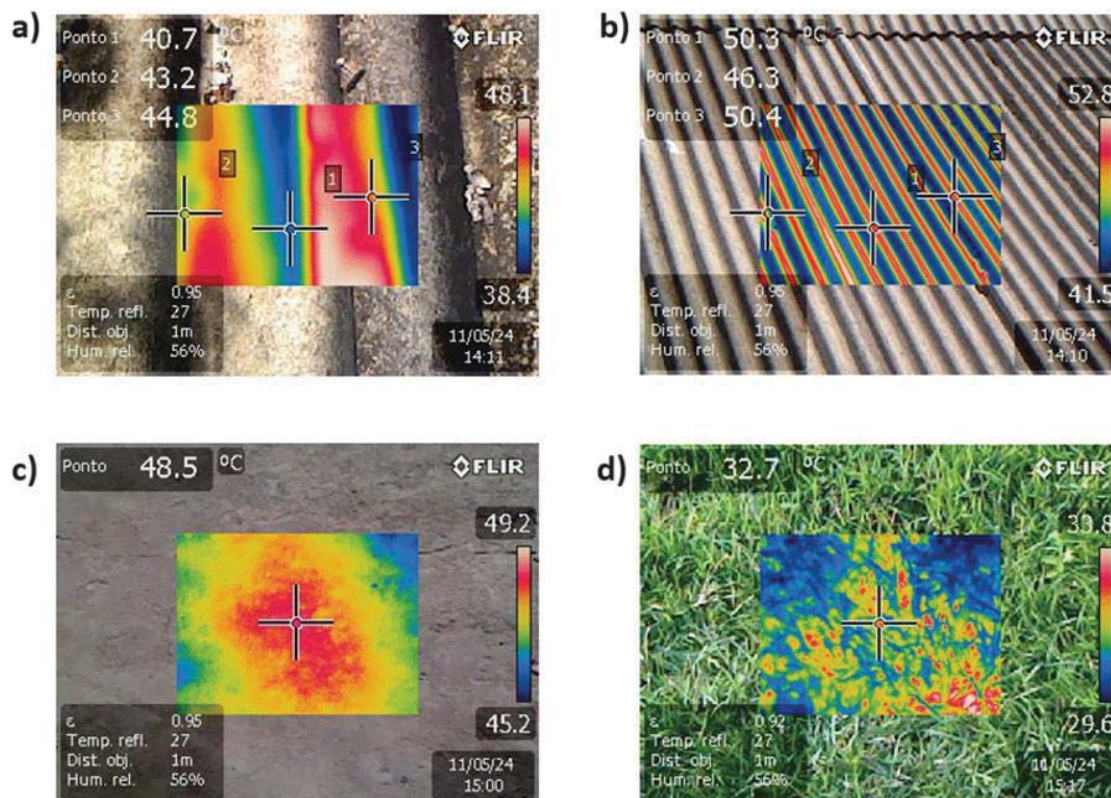 a)
Ponto 1 40.7 ºC
FLIR
Ponto 2 43.2
Ponto 3 44.8
48.1
2
1
3
ε 0.95
Temp. refl. 27
Dist. obj. 1m
Hum. rel. 56%
38.4
11/05/24
14:11
b)
Ponto 1 50.3 ºC
FLIR
Ponto 2 46.3
Ponto 3 50.4
52.8
2
1
3
ε 0.95
Temp. refl. 27
Dist. obj. 1m
Hum. rel. 56%
41.5
11/05/24
14:10
c)
Ponto 48.5 ºC
FLIR
49.2
ε 0.95
Temp. refl. 27
Dist. obj. 1m
Hum. rel. 56%
45.2
11/05/24
15:00
d)
Ponto 32.7 ºC
FLIR
33.8
ε 0.92
Temp. refl. 27
Dist. obj. 1m
Hum. rel. 56%
29.6
11/05/24
15:17